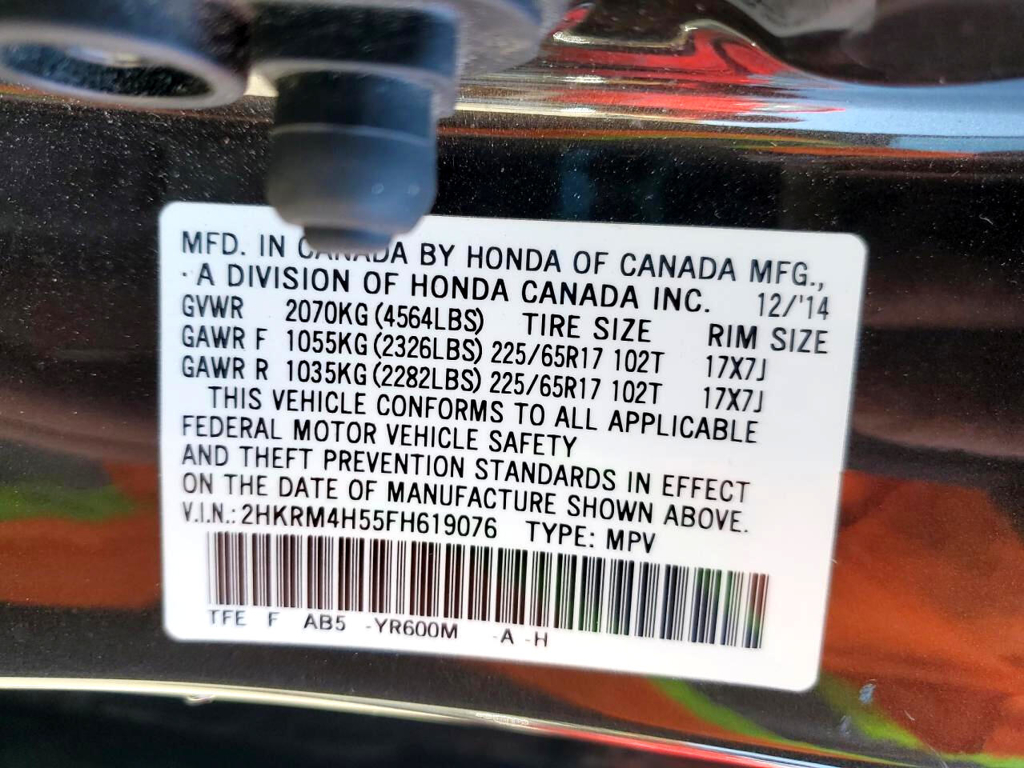 MFD. IN CANADA BY HONDA OF CANADA MFG.,
A DIVISION OF HONDA CANADA INC. 12/'14
GVWR 2070KG (4564LBS) TIRE SIZE RIM SIZE
GAWR F 1055KG (2326LBS) 225/65R17 102T 17X7J
GAWR R 1035KG (2282LBS) 225/65R17 102T 17X7J
THIS VEHICLE CONFORMS TO ALL APPLICABLE
FEDERAL MOTOR VEHICLE SAFETY
AND THEFT PREVENTION STANDARDS IN EFFECT
ON THE DATE OF MANUFACTURE SHOWN ABOVE.
V.I.N.: 2HKRM4H55FH619076 TYPE: MPV
TFE F AB5 -YR600M -A -H